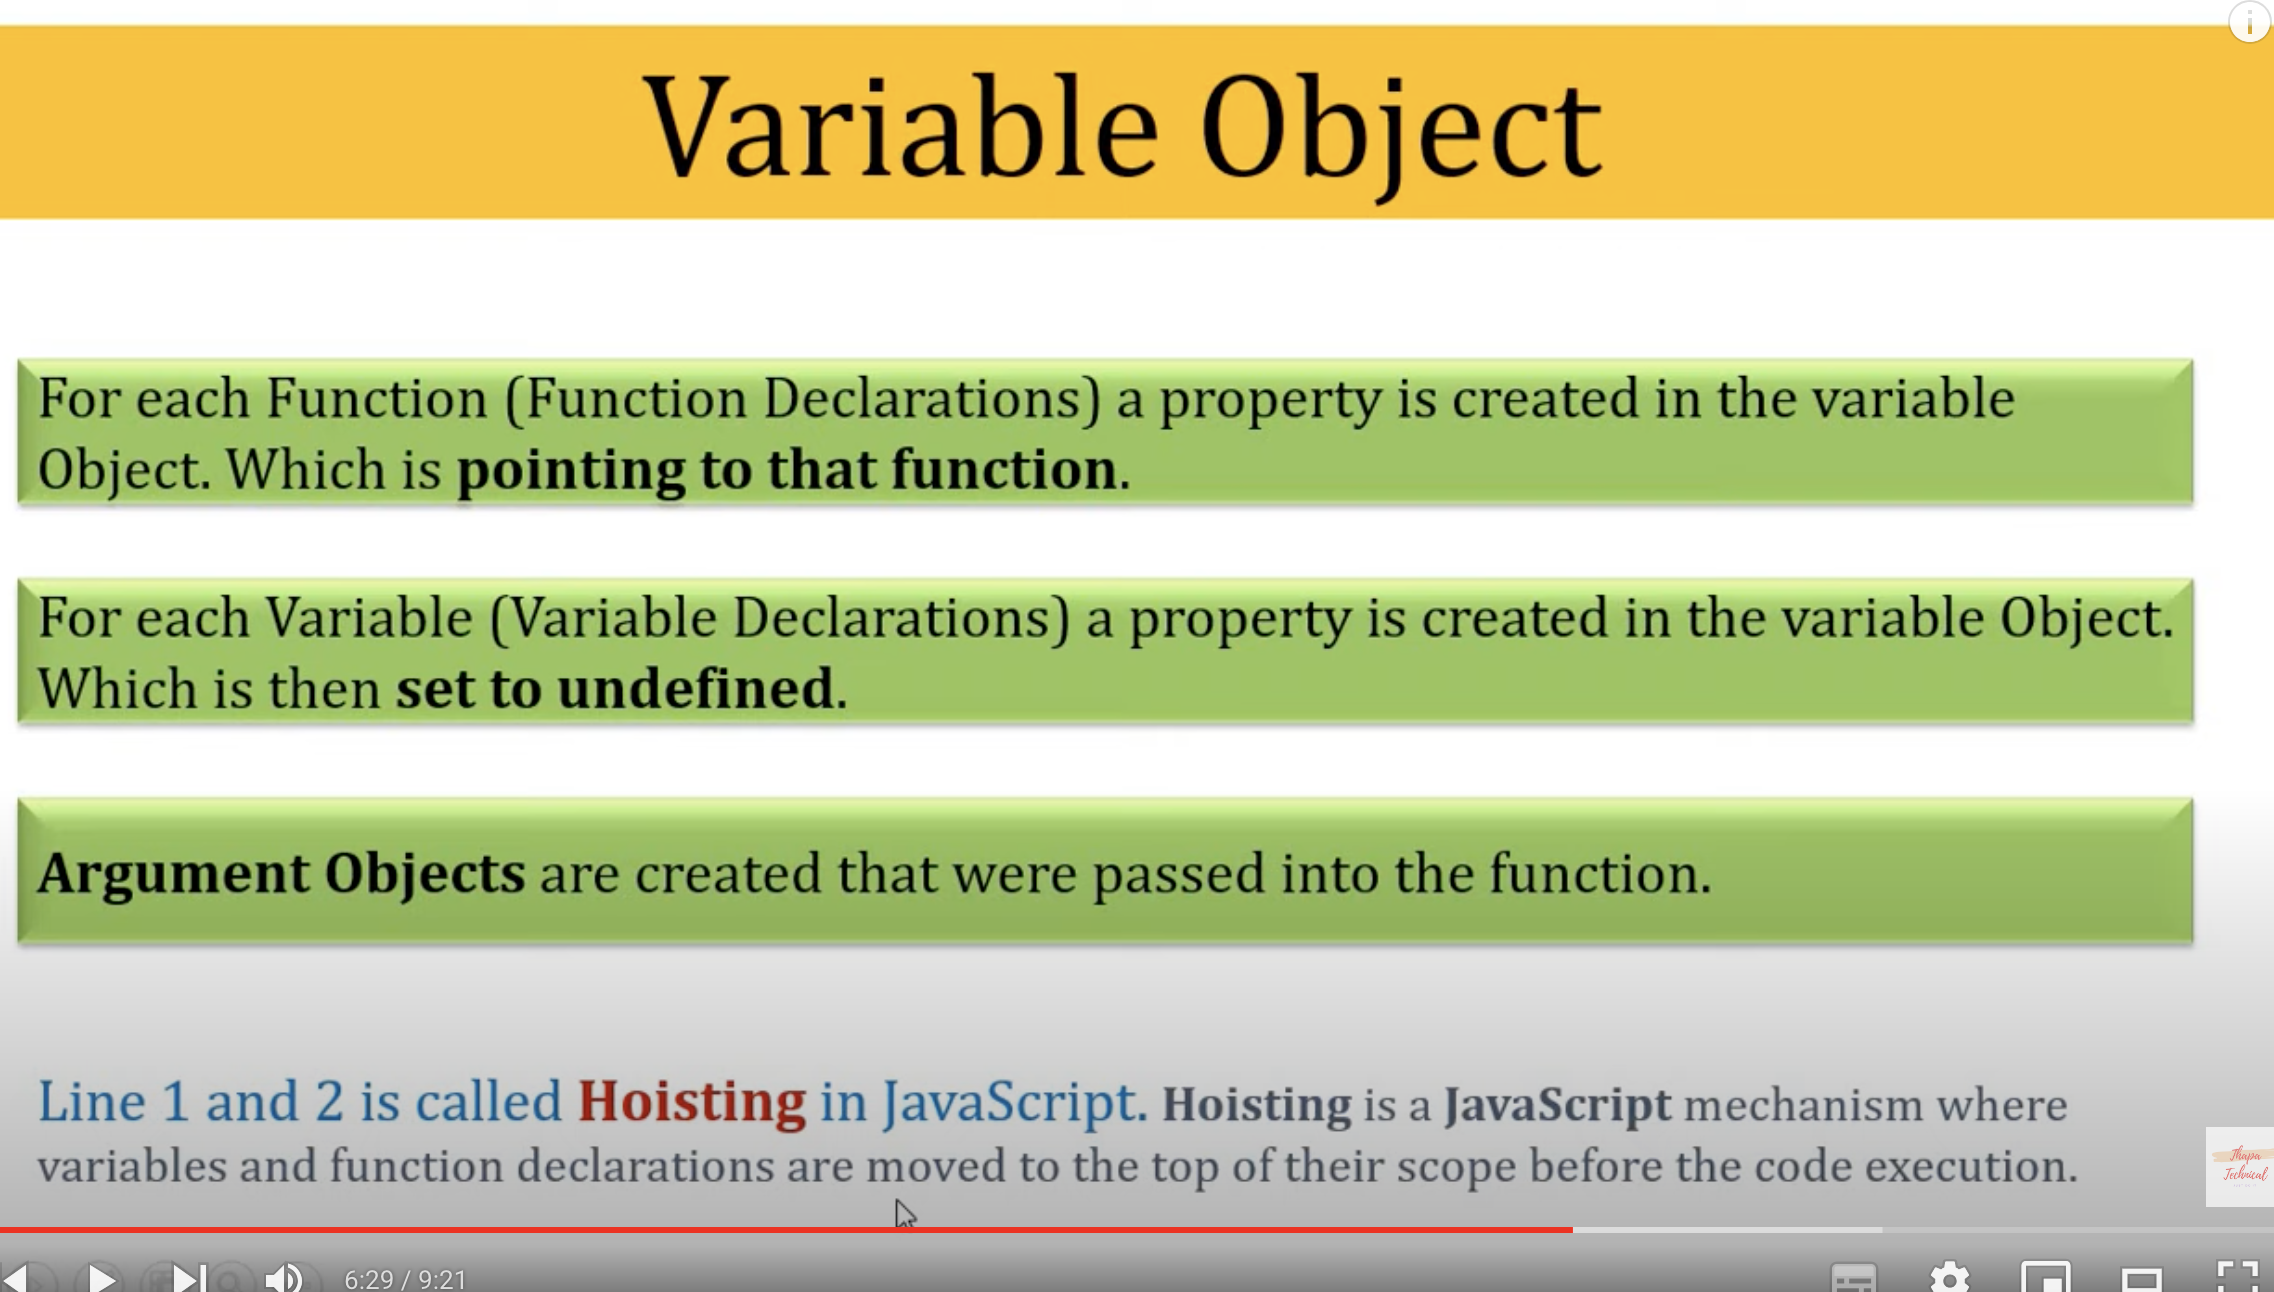 Variable Object
For each Function (Function Declarations) a property is created in the variable
Object. Which is pointing to that function.
For each Variable (Variable Declarations) a property is created in the variable Object.
Which is then set to undefined.
Argument Objects are created that were passed into the function.
Line 1 and 2 is called Hoisting in JavaScript. Hoisting is a JavaScript mechanism where
variables and function declarations are moved to the top of their scope before the code execution.
Thapa
Technical
6:29 / 9:21